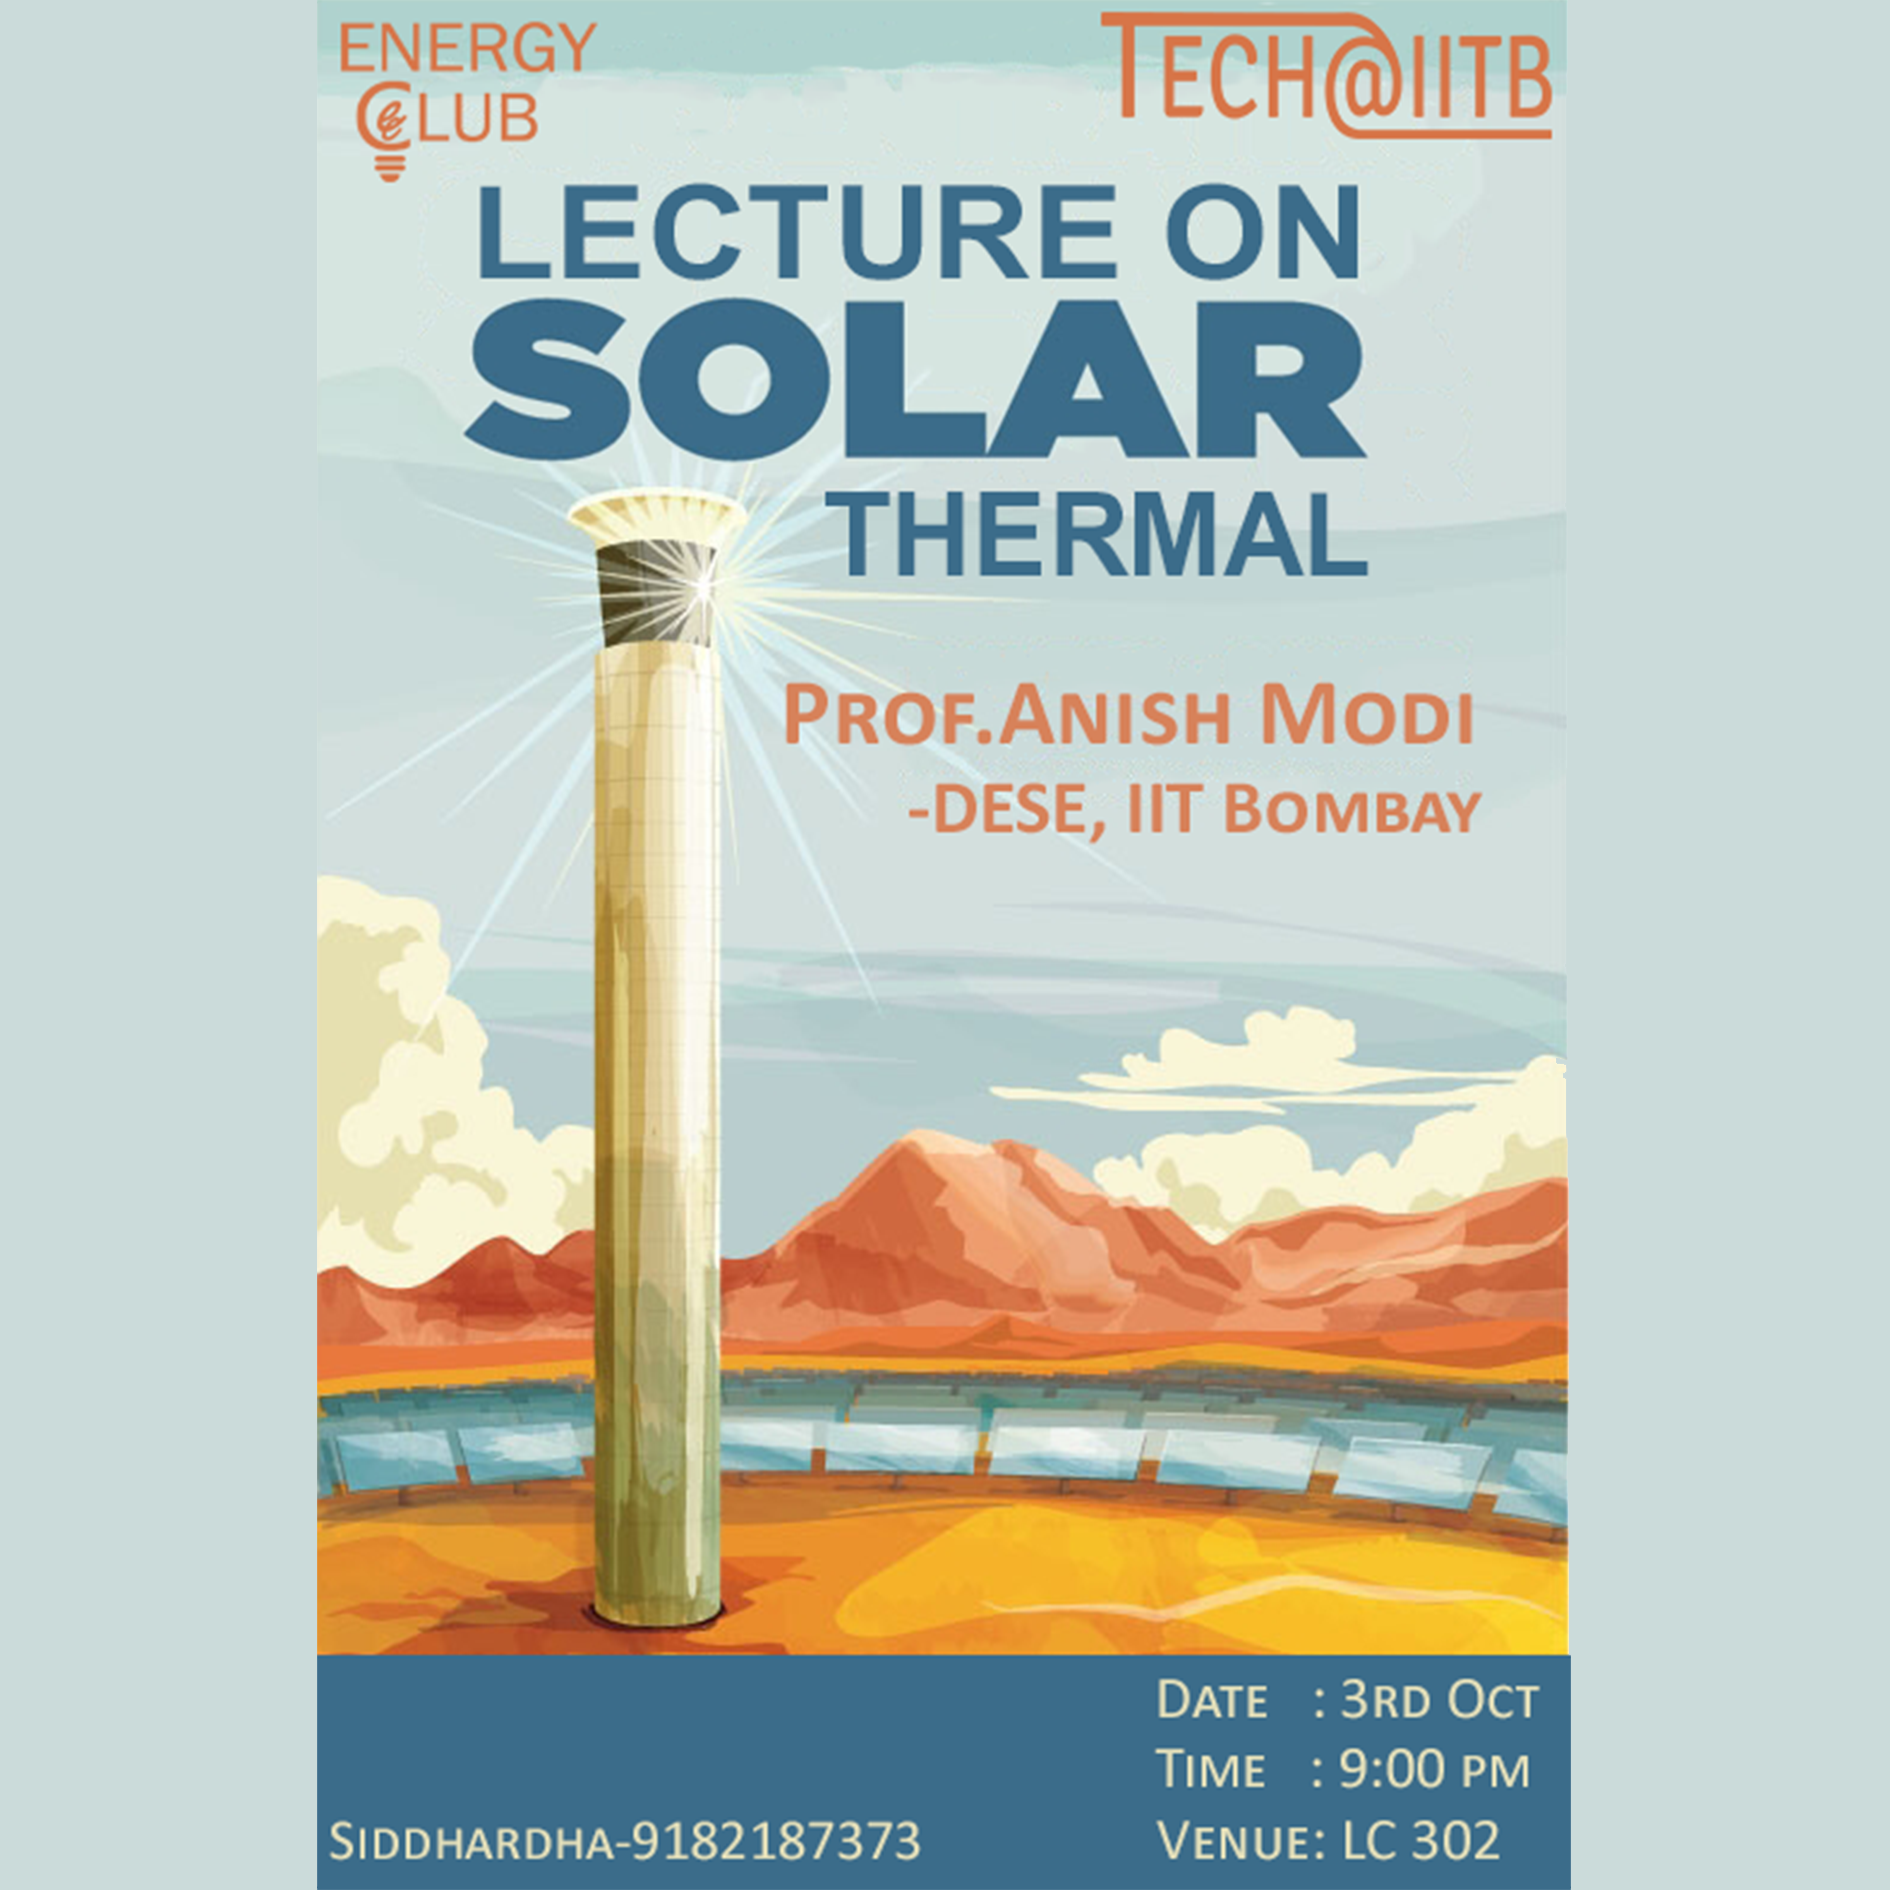 ENERGY
CLUB
TECH@IITB
LECTURE ON
SOLAR
THERMAL
PROF.ANISH MODI
-DESE, IIT BOMBAY
DATE : 3RD OCT
TIME : 9:00 PM
SIDDHARDHA-9182187373
VENUE: LC 302